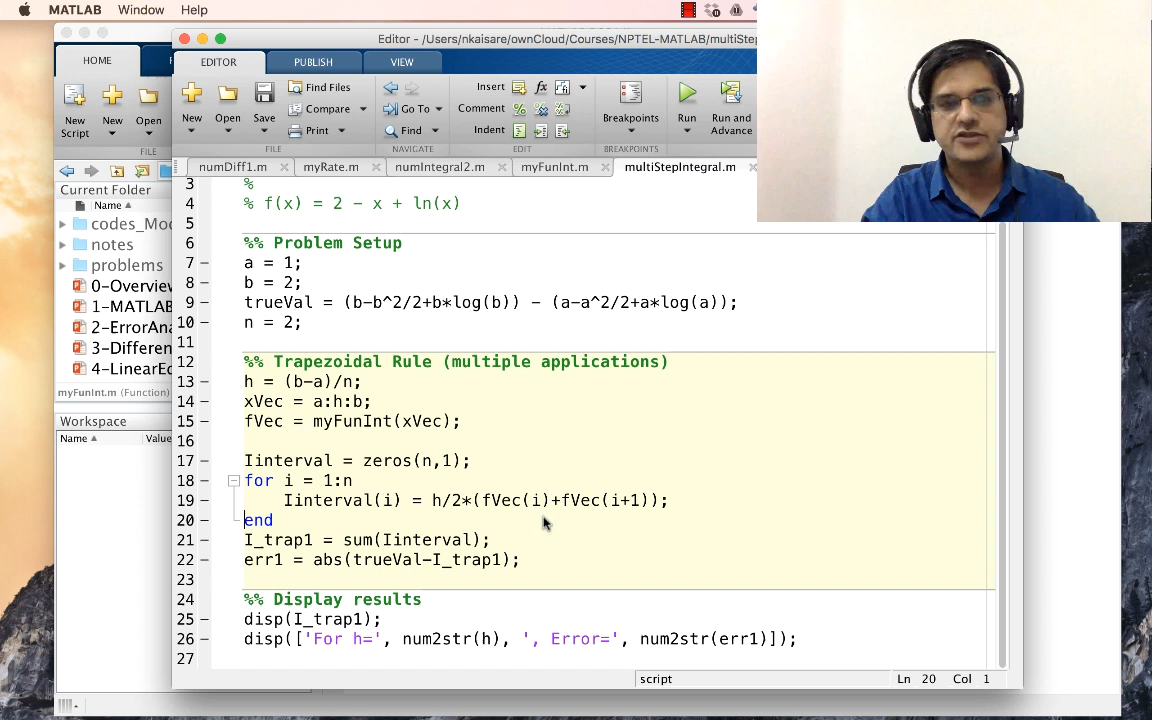 MATLAB Window Help
Editor - /Users/nkaisare/ownCloud/Courses/NPTEL-MATLAB/multiStep
HOME
EDITOR PUBLISH VIEW
New Script New Open
FILE
New Open Save
Find Files
Compare
Print
Go To
Find
Insert
Comment
Indent
Breakpoints
Run
Run and Advance
FILE NAVIGATE EDIT BREAKPOINTS
numDiff1.m myRate.m numIntegral2.m myFunInt.m multiStepIntegral.m
Current Folder
Name
codes_Mod
notes
problems
0-Overview
1-MATLAB
2-ErrorAna
3-Differen
4-LinearEq
myFunInt.m (Function)
Workspace
Name Value
3 %
4 % f(x) = 2 - x + ln(x)
5
6 %% Problem Setup
7 - a = 1;
8 - b = 2;
9 - trueVal = (b-b^2/2+b*log(b)) - (a-a^2/2+a*log(a));
10 - n = 2;
11
12 %% Trapezoidal Rule (multiple applications)
13 - h = (b-a)/n;
14 - xVec = a:h:b;
15 - fVec = myFunInt(xVec);
16
17 - Iinterval = zeros(n,1);
18 - for i = 1:n
19 - Iinterval(i) = h/2*(fVec(i)+fVec(i+1));
20 - end
21 - I_trap1 = sum(Iinterval);
22 - err1 = abs(trueVal-I_trap1);
23
24 %% Display results
25 - disp(I_trap1);
26 - disp(['For h=', num2str(h), ', Error=', num2str(err1)]);
27
script Ln 20 Col 1